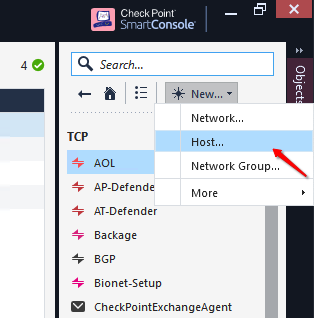 Check Point
SmartConsole
4
Search...
New...
Network...
Host...
Network Group...
More
TCP
AOL
AP-Defender
AT-Defender
Backage
BGP
Bionet-Setup
CheckPointExchangeAgent
Objects